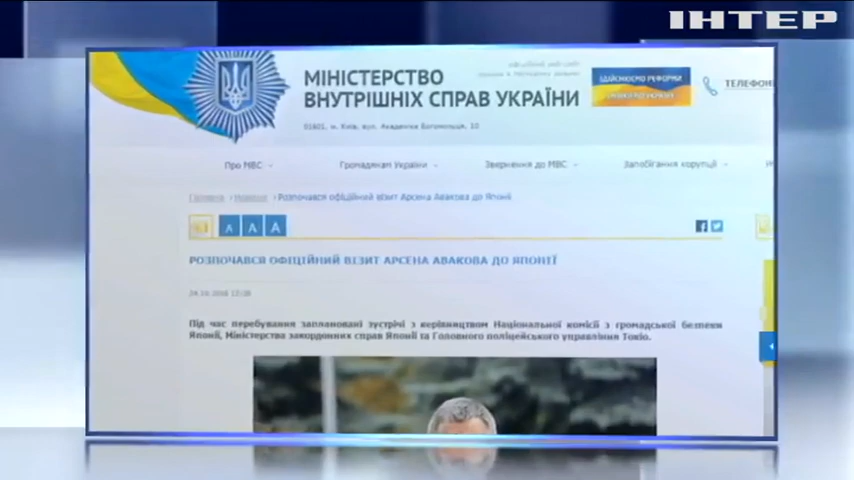 ІНТЕР
МІНІСТЕРСТВО
ВНУТРІШНІХ СПРАВ УКРАЇНИ
01601, м. Київ, вул. Академіка Богомольця, 10
ЗДІЙСНЮЄМО РЕФОРМИ
ТЕЛЕФОН
Про МВС
Громадянам України
Звернення до МВС
Запобігання корупції
Головна › Новини › Розпочався офіційний візит Арсена Авакова до Японії
А А А
РОЗПОЧАВСЯ ОФІЦІЙНИЙ ВІЗИТ АРСЕНА АВАКОВА ДО ЯПОНІЇ
Під час перебування заплановані зустрічі з керівництвом Національної комісії з громадської безпеки
Японії, Міністерства закордонних справ Японії та Головного поліцейського управління Токіо.